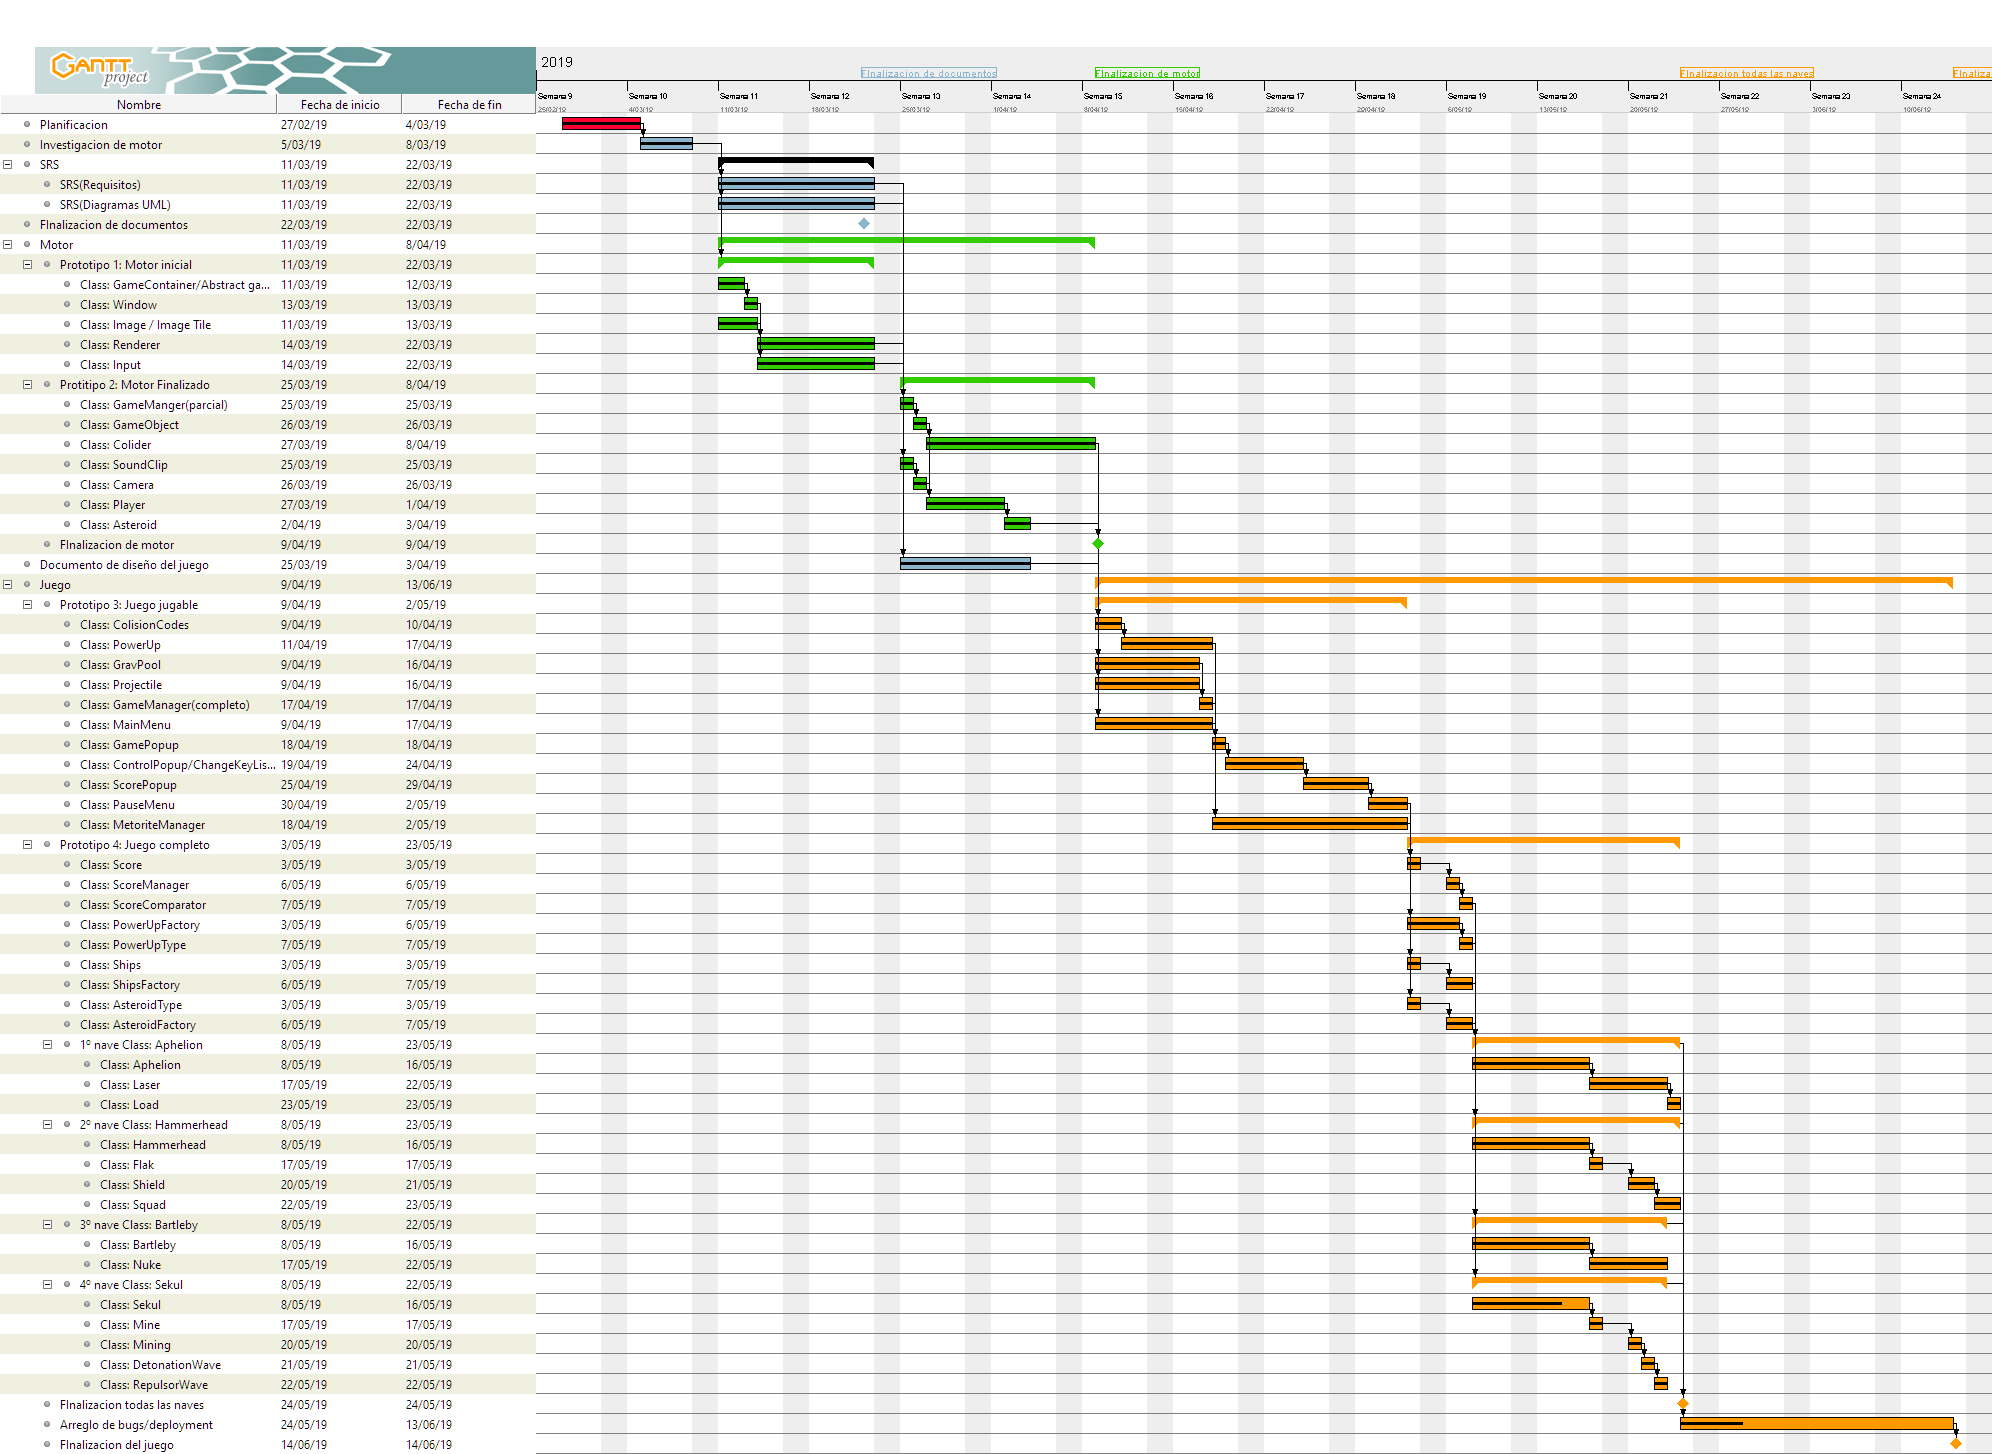 GANTT project
2019
FInalizacion de documentos
FInalizacion de motor
FInalizacion todas las naves
FInaliza
Nombre Fecha de inicio Fecha de fin
Semana 9 Semana 10 Semana 11 Semana 12 Semana 13 Semana 14 Semana 15 Semana 16 Semana 17 Semana 18 Semana 19 Semana 20 Semana 21 Semana 22 Semana 23 Semana 24
25/02/19 4/03/19 11/03/19 18/03/19 25/03/19 1/04/19 8/04/19 15/04/19 22/04/19 29/04/19 6/05/19 13/05/19 20/05/19 27/05/19 3/06/19 10/06/19
Planificacion 27/02/19 4/03/19
Investigacion de motor 5/03/19 8/03/19
SRS 11/03/19 22/03/19
SRS(Requisitos) 11/03/19 22/03/19
SRS(Diagramas UML) 11/03/19 22/03/19
FInalizacion de documentos 22/03/19 22/03/19
Motor 11/03/19 8/04/19
Prototipo 1: Motor inicial 11/03/19 22/03/19
Class: GameContainer/Abstract ga... 11/03/19 12/03/19
Class: Window 13/03/19 13/03/19
Class: Image / Image Tile 11/03/19 13/03/19
Class: Renderer 14/03/19 22/03/19
Class: Input 14/03/19 22/03/19
Protitipo 2: Motor Finalizado 25/03/19 8/04/19
Class: GameManger(parcial) 25/03/19 25/03/19
Class: GameObject 26/03/19 26/03/19
Class: Colider 27/03/19 8/04/19
Class: SoundClip 25/03/19 25/03/19
Class: Camera 26/03/19 26/03/19
Class: Player 27/03/19 1/04/19
Class: Asteroid 2/04/19 3/04/19
FInalizacion de motor 9/04/19 9/04/19
Documento de diseño del juego 25/03/19 3/04/19
Juego 9/04/19 13/06/19
Prototipo 3: Juego jugable 9/04/19 2/05/19
Class: ColisionCodes 9/04/19 10/04/19
Class: PowerUp 11/04/19 17/04/19
Class: GravPool 9/04/19 16/04/19
Class: Projectile 9/04/19 16/04/19
Class: GameManager(completo) 17/04/19 17/04/19
Class: MainMenu 9/04/19 17/04/19
Class: GamePopup 18/04/19 18/04/19
Class: ControlPopup/ChangeKeyLis... 19/04/19 24/04/19
Class: ScorePopup 25/04/19 29/04/19
Class: PauseMenu 30/04/19 2/05/19
Class: MetoriteManager 18/04/19 2/05/19
Prototipo 4: Juego completo 3/05/19 23/05/19
Class: Score 3/05/19 3/05/19
Class: ScoreManager 6/05/19 6/05/19
Class: ScoreComparator 7/05/19 7/05/19
Class: PowerUpFactory 3/05/19 6/05/19
Class: PowerUpType 7/05/19 7/05/19
Class: Ships 3/05/19 3/05/19
Class: ShipsFactory 6/05/19 7/05/19
Class: AsteroidType 3/05/19 3/05/19
Class: AsteroidFactory 6/05/19 7/05/19
1º nave Class: Aphelion 8/05/19 23/05/19
Class: Aphelion 8/05/19 16/05/19
Class: Laser 17/05/19 22/05/19
Class: Load 23/05/19 23/05/19
2º nave Class: Hammerhead 8/05/19 23/05/19
Class: Hammerhead 8/05/19 16/05/19
Class: Flak 17/05/19 17/05/19
Class: Shield 20/05/19 21/05/19
Class: Squad 22/05/19 23/05/19
3º nave Class: Bartleby 8/05/19 22/05/19
Class: Bartleby 8/05/19 16/05/19
Class: Nuke 17/05/19 22/05/19
4º nave Class: Sekul 8/05/19 22/05/19
Class: Sekul 8/05/19 16/05/19
Class: Mine 17/05/19 17/05/19
Class: Mining 20/05/19 20/05/19
Class: DetonationWave 21/05/19 21/05/19
Class: RepulsorWave 22/05/19 22/05/19
FInalizacion todas las naves 24/05/19 24/05/19
Arreglo de bugs/deployment 24/05/19 13/06/19
FInalizacion del juego 14/06/19 14/06/19